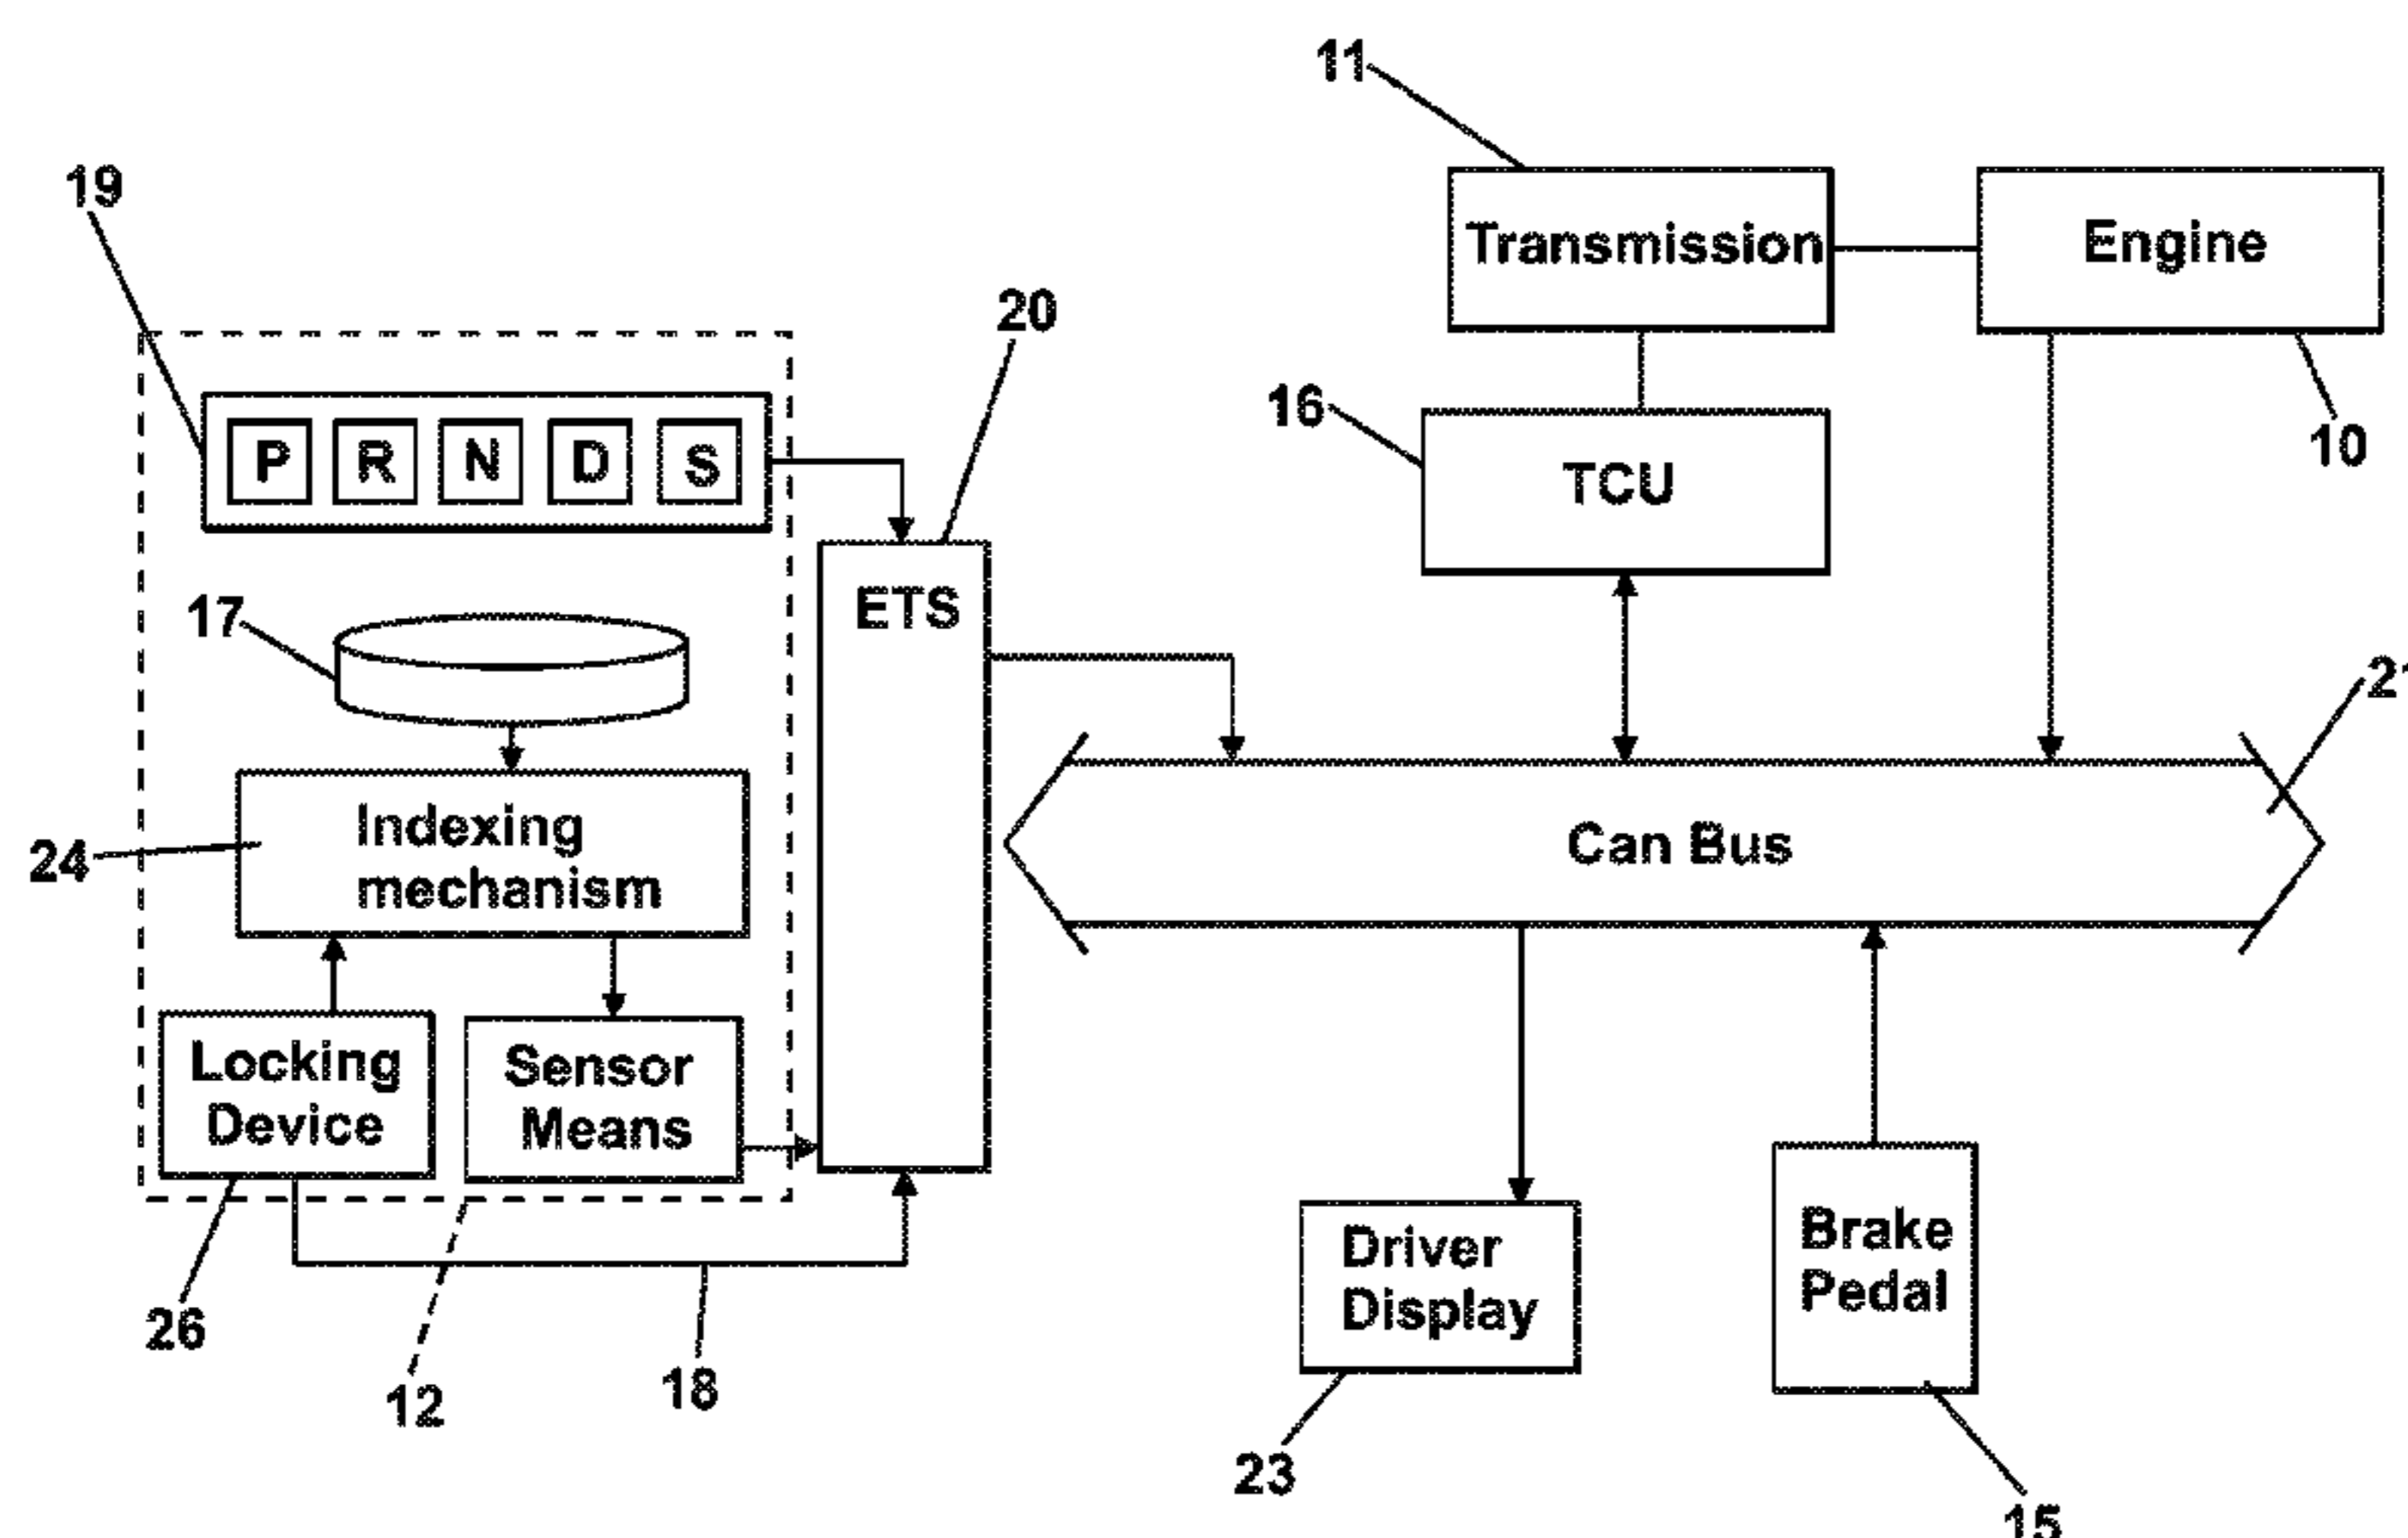 11
19
Transmission
Engine
20
16
10
P R N D S
TCU
17
ETS
21
Indexing
mechanism
24
Can Bus
Locking
Device
Sensor
Means
Driver
Display
Brake
Pedal
26
12
18
23
15